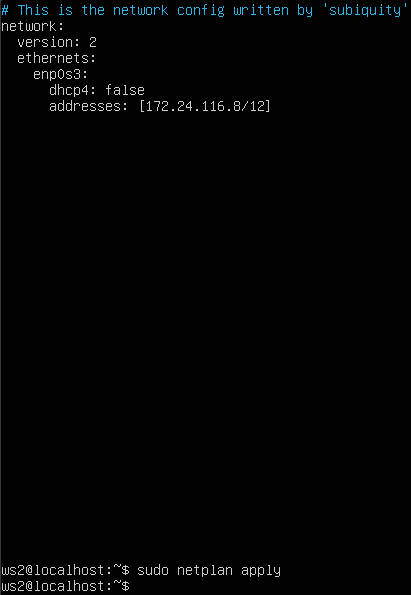 # This is the network config written by 'subiquity'
network:
  version: 2
  ethernets:
    enp0s3:
      dhcp4: false
      addresses: [172.24.116.8/12]
ws2@localhost:~$ sudo netplan apply
ws2@localhost:~$